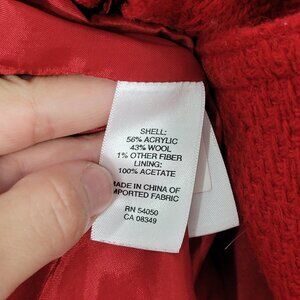 SHELL:
56% ACRYLIC
43% WOOL
1% OTHER FIBER
LINING:
100% ACETATE
MADE IN CHINA OF
IMPORTED FABRIC
RN 54050
CA 08349